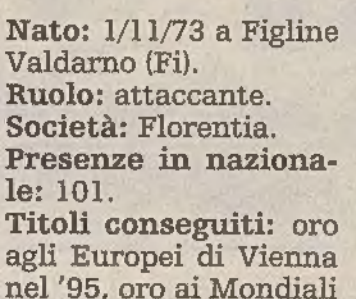 Nato: 1/11/73 a Figline
Valdarno (Fi).
Ruolo: attaccante.
Società: Florentia.
Presenze in naziona-
le: 101.
Titoli conseguiti: oro
agli Europei di Vienna
nel '95, oro ai Mondiali